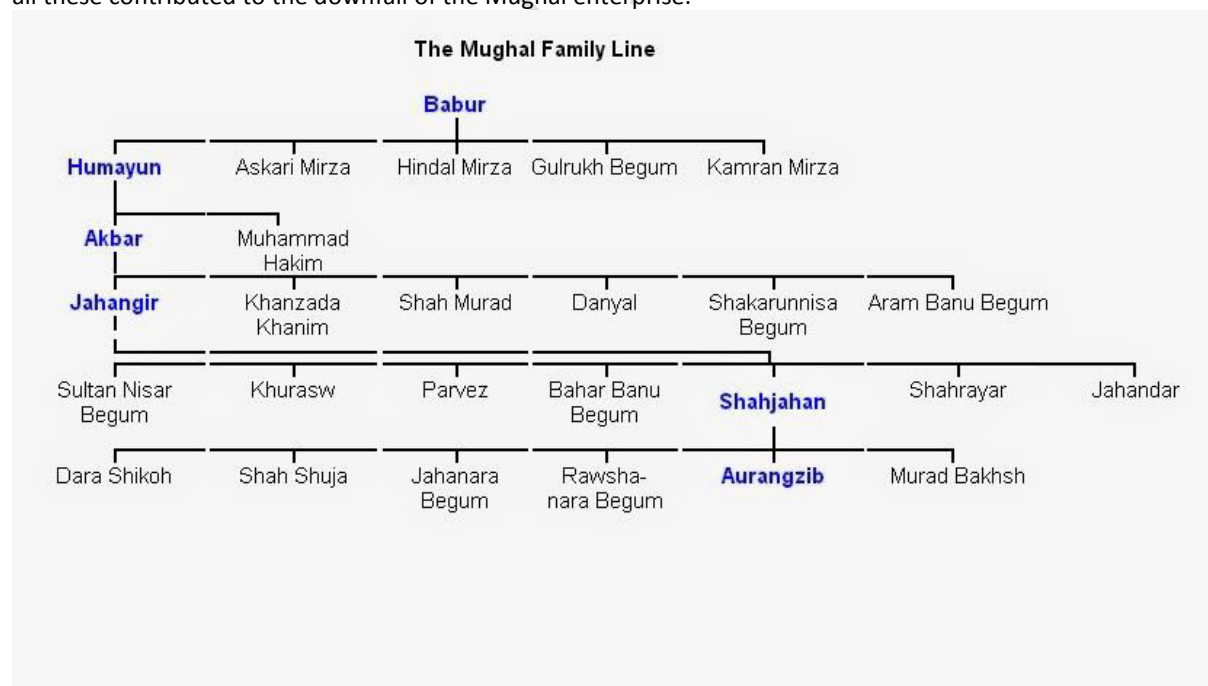 all these contributed to the downfall of the Mughal enterprise.
The Mughal Family Line
Babur
Humayun Askari Mirza Hindal Mirza Gulrukh Begum Kamran Mirza
Akbar Muhammad
Hakim
Jahangir Khanzada Shah Murad Danyal Shakarunnisa Aram Banu Begum
Khanim Begum
Sultan Nisar Khurasw Parvez Bahar Banu Shahjahan Shahrayar Jahandar
Begum Begum
Dara Shikoh Shah Shuja Jahanara Rawsha- Aurangzib Murad Bakhsh
Begum nara Begum